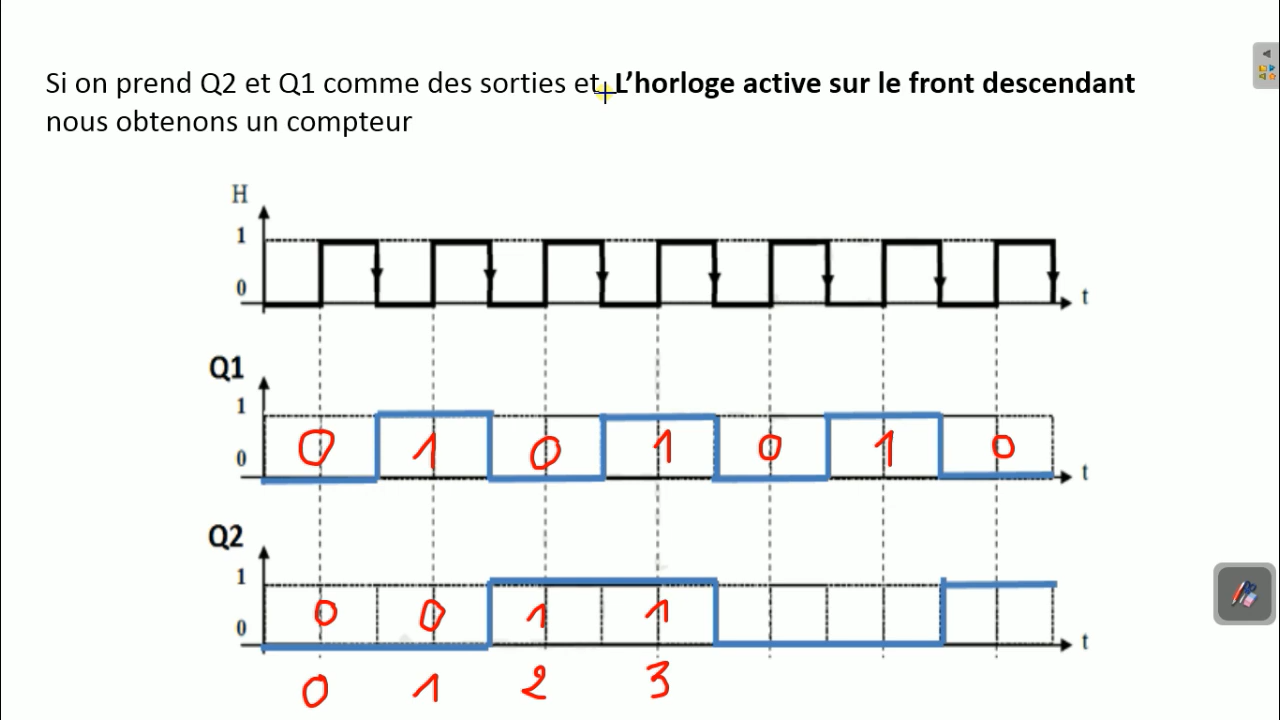 Si on prend Q2 et Q1 comme des sorties et L’horloge active sur le front descendant
nous obtenons un compteur
H
1
0
t
Q1
1
0 1 0 1 0 1 0
0
t
Q2
1
0 0 1 1
0
t
0 1 2 3